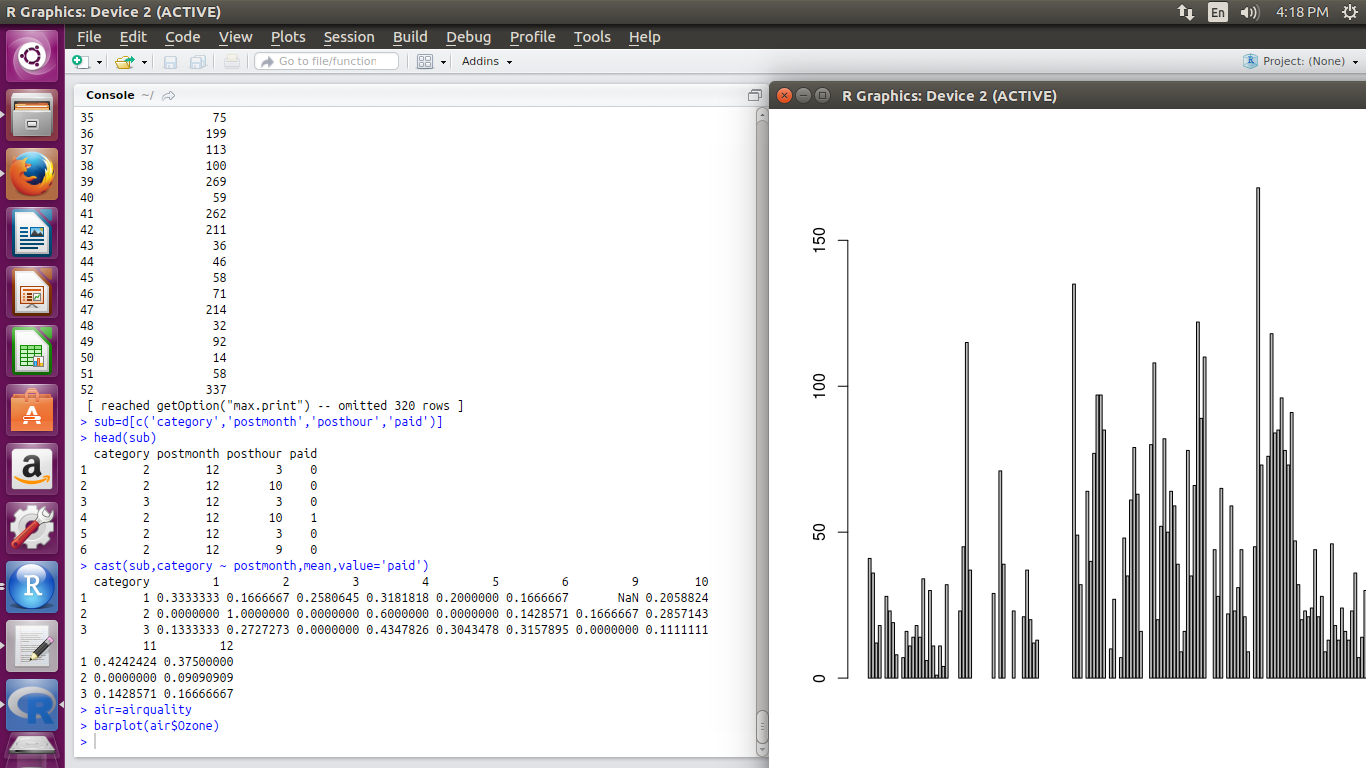 R Graphics: Device 2 (ACTIVE)
En
4:18 PM
File Edit Code View Plots Session Build Debug Profile Tools Help
Go to file/function
Addins
Project: (None)
Console ~/
35 75
36 199
37 113
38 100
39 269
40 59
41 262
42 211
43 36
44 46
45 58
46 71
47 214
48 32
49 92
50 14
51 58
52 337
[ reached getOption("max.print") -- omitted 320 rows ]
> sub=d[c('category','postmonth','posthour','paid')]
> head(sub)
category postmonth posthour paid
1 2 12 3 0
2 2 12 10 0
3 3 12 3 0
4 2 12 10 1
5 2 12 3 0
6 2 12 9 0
> cast(sub,category ~ postmonth,mean,value='paid')
category 1 2 3 4 5 6 9 10
1 1 0.3333333 0.1666667 0.2580645 0.3181818 0.2000000 0.1666667 NaN 0.2058824
2 2 0.0000000 1.0000000 0.0000000 0.6000000 0.0000000 0.1428571 0.1666667 0.2857143
3 3 0.1333333 0.2727273 0.0000000 0.4347826 0.3043478 0.3157895 0.0000000 0.1111111
11 12
1 0.4242424 0.37500000
2 0.0000000 0.09090909
3 0.1428571 0.16666667
> air=airquality
> barplot(air$Ozone)
>
R Graphics: Device 2 (ACTIVE)
150
100
50
0